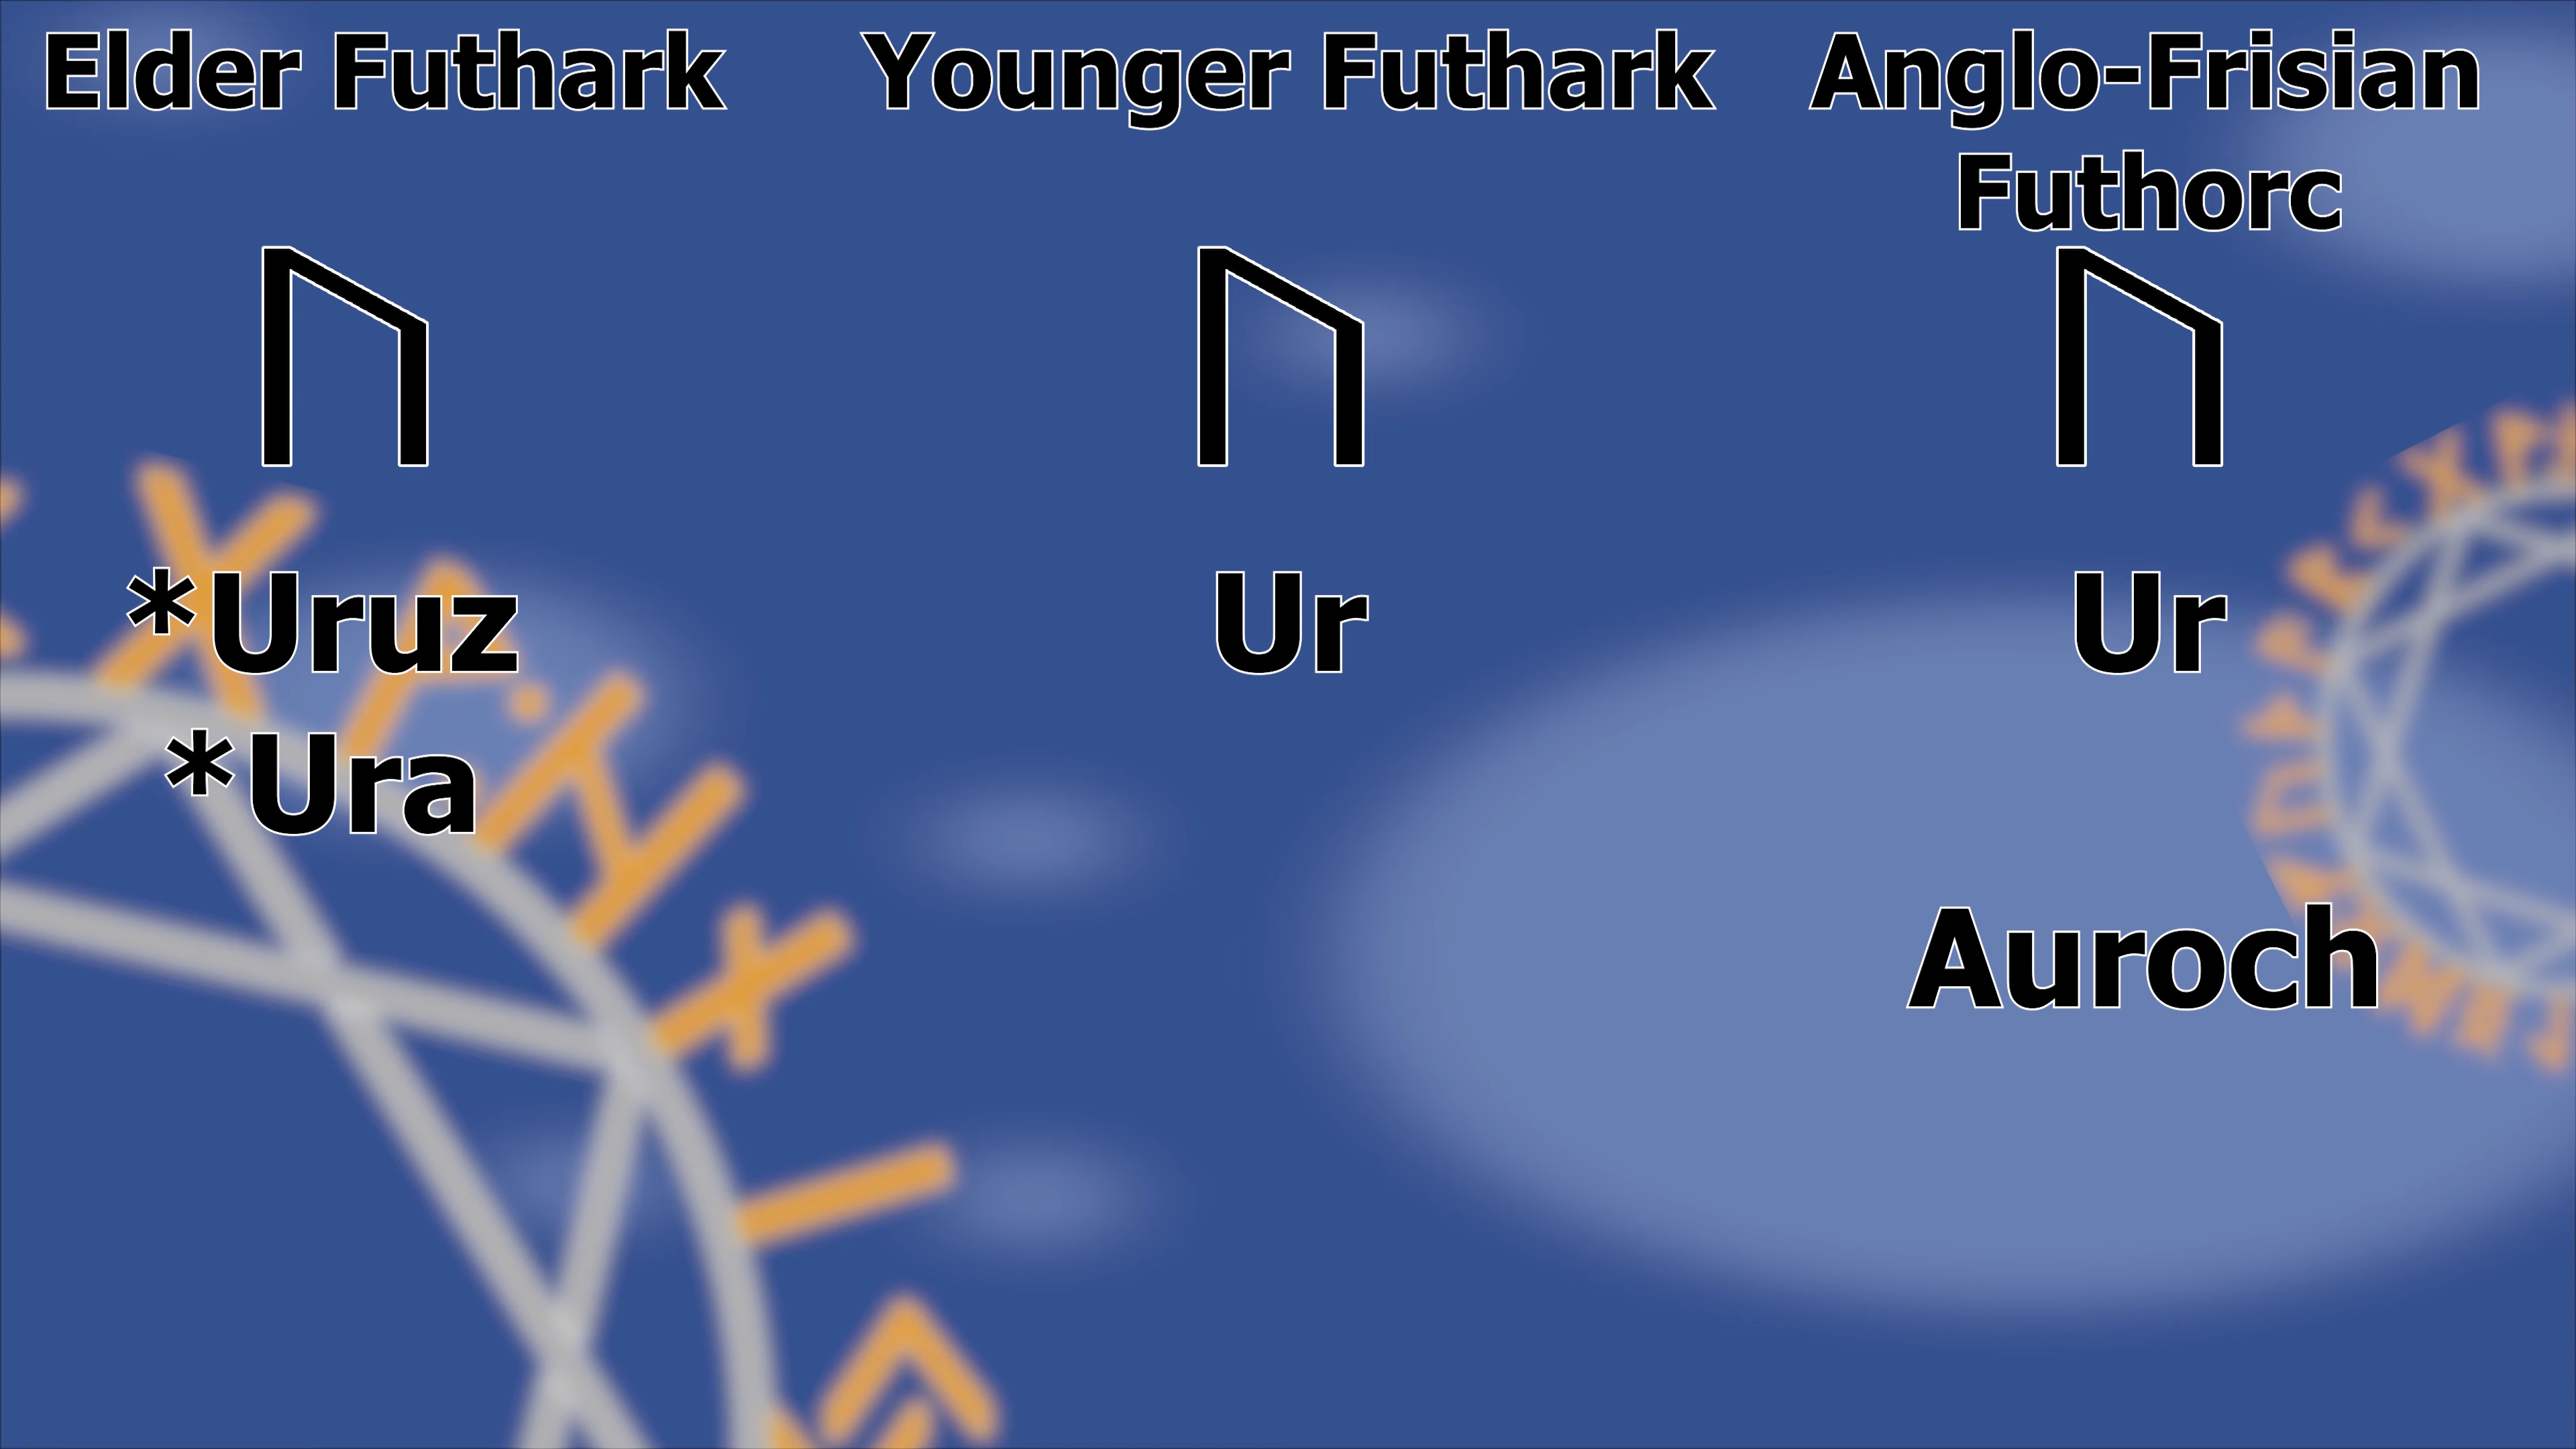 Elder Futhark
Younger Futhark
Anglo-Frisian
Futhorc
ᚢ
ᚢ
ᚢ
*Uruz
Ur
Ur
*Ura
Auroch